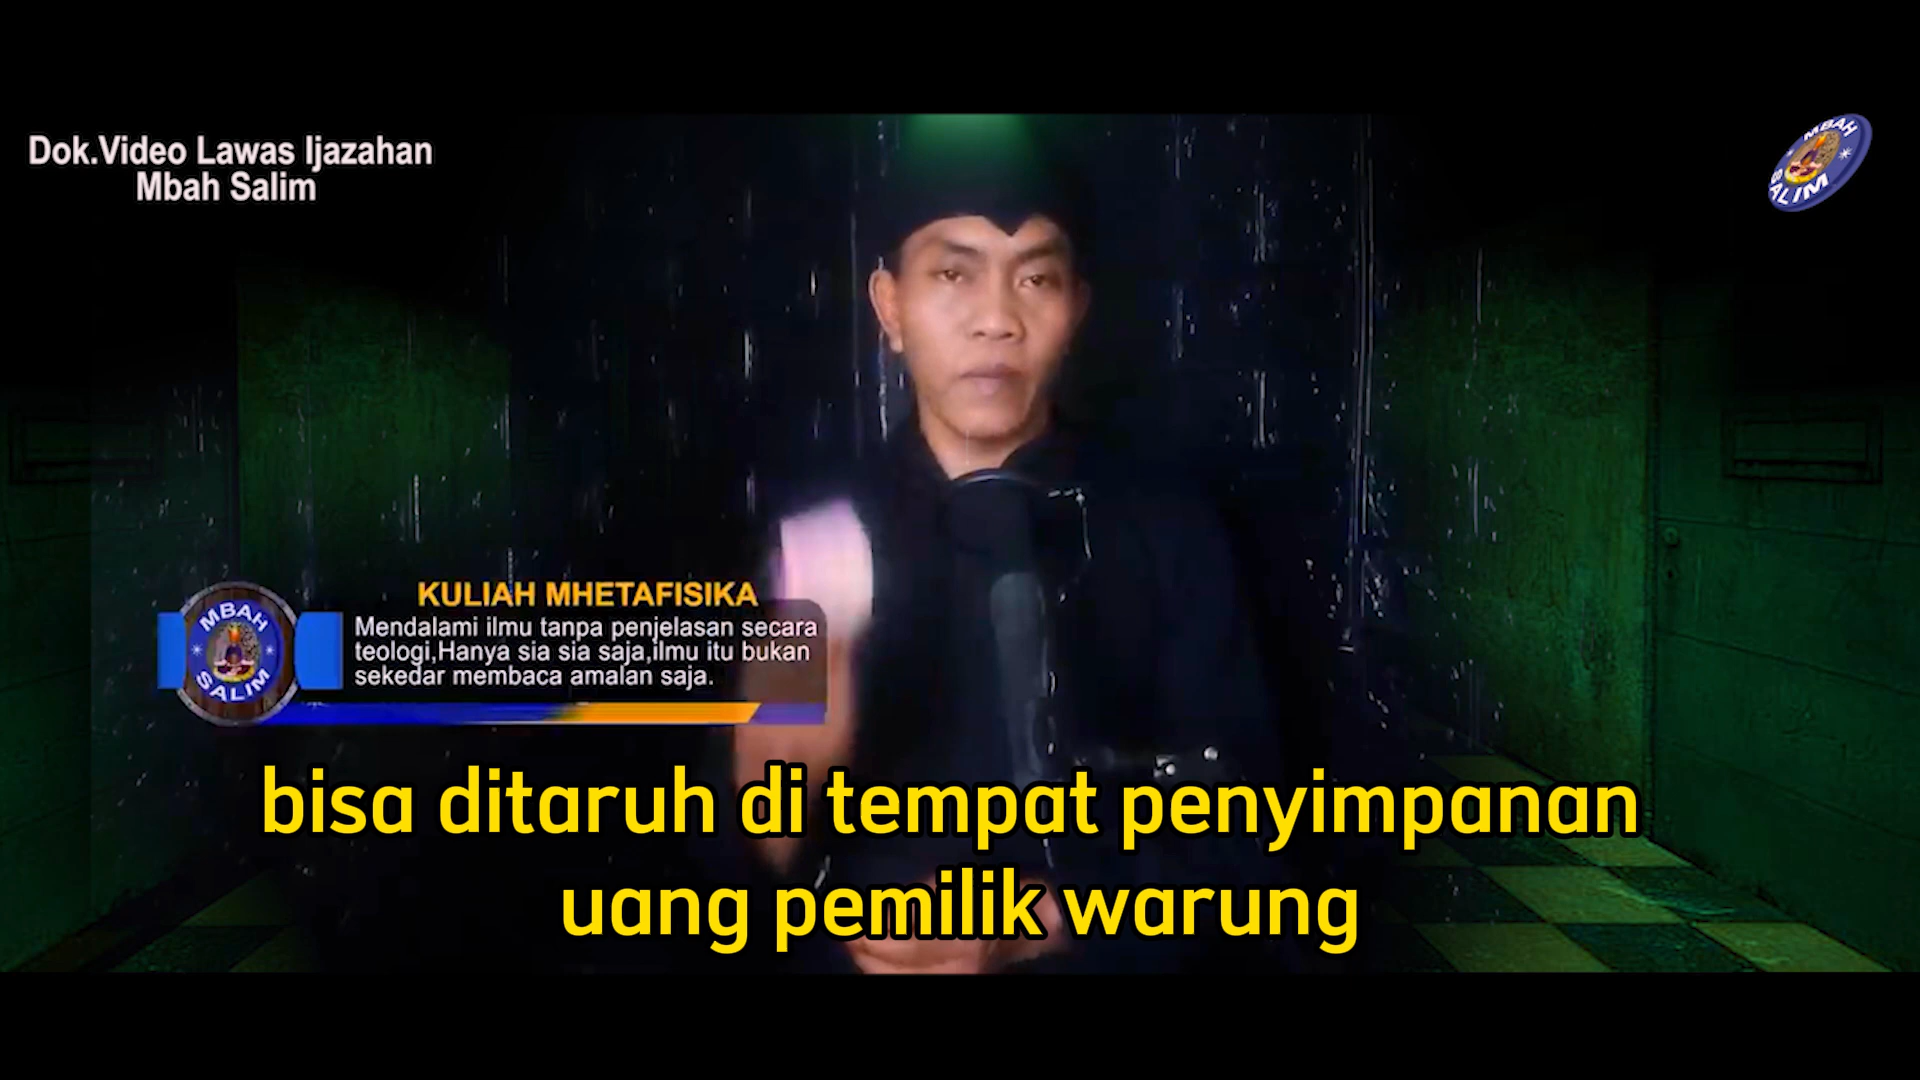 Dok.Video Lawas Ijazahan
Mbah Salim
MBAH
SALIM
KULIAH MHETAFISIKA
Mendalami ilmu tanpa penjelasan secara
teologi,Hanya sia sia saja,ilmu itu bukan
sekedar membaca amalan saja.
MBAH
SALIM
bisa ditaruh di tempat penyimpanan
uang pemilik warung